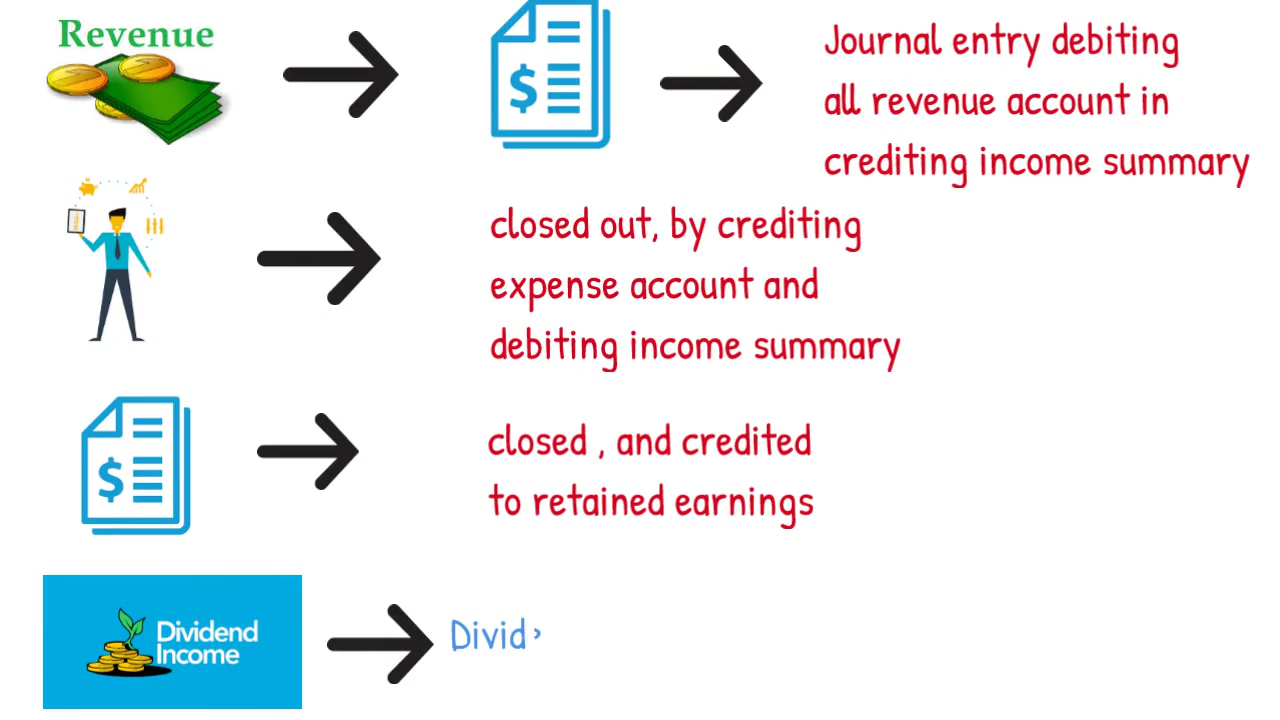 Revenue
$
Journal entry debiting
all revenue account in
crediting income summary
closed out, by crediting
expense account and
debiting income summary
$
closed , and credited
to retained earnings
Dividend
Income
Divid